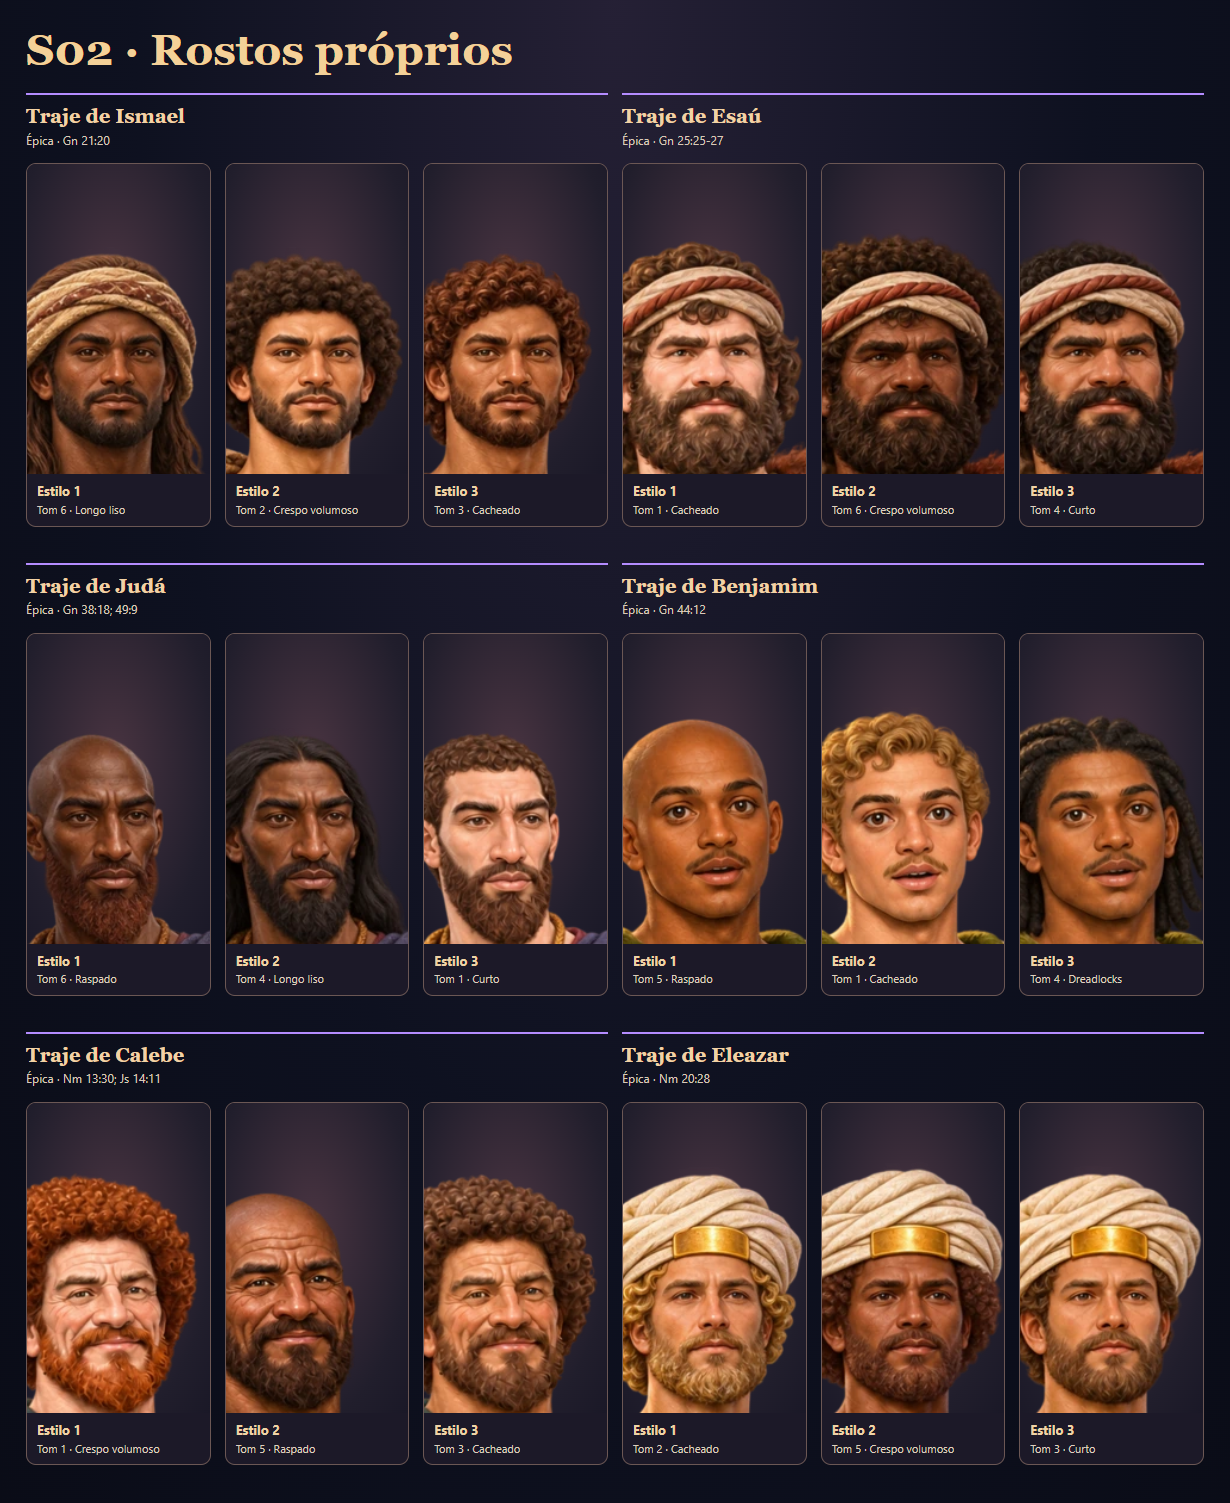 S02 · Rostos próprios
Traje de Ismael
Épica · Gn 21:20
Estilo 1
Tom 6 · Longo liso
Estilo 2
Tom 2 · Crespo volumoso
Estilo 3
Tom 3 · Cacheado
Traje de Esaú
Épica · Gn 25:25-27
Estilo 1
Tom 1 · Cacheado
Estilo 2
Tom 6 · Crespo volumoso
Estilo 3
Tom 4 · Curto
Traje de Judá
Épica · Gn 38:18; 49:9
Estilo 1
Tom 6 · Raspado
Estilo 2
Tom 4 · Longo liso
Estilo 3
Tom 1 · Curto
Traje de Benjamim
Épica · Gn 44:12
Estilo 1
Tom 5 · Raspado
Estilo 2
Tom 1 · Cacheado
Estilo 3
Tom 4 · Dreadlocks
Traje de Calebe
Épica · Nm 13:30; Js 14:11
Estilo 1
Tom 1 · Crespo volumoso
Estilo 2
Tom 5 · Raspado
Estilo 3
Tom 3 · Cacheado
Traje de Eleazar
Épica · Nm 20:28
Estilo 1
Tom 2 · Cacheado
Estilo 2
Tom 5 · Crespo volumoso
Estilo 3
Tom 3 · Curto